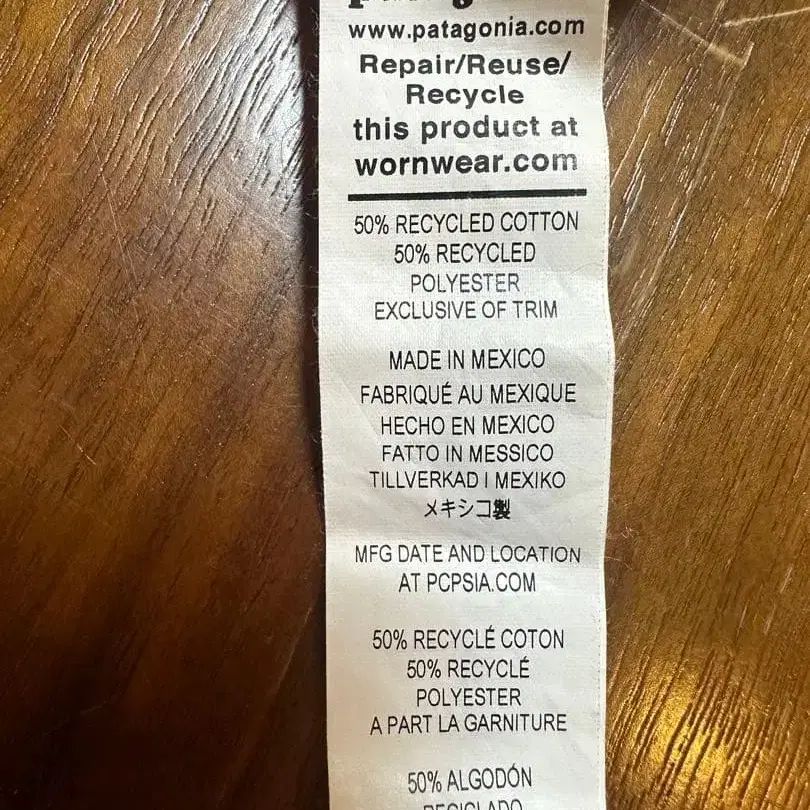 www.patagonia.com
Repair/Reuse/
Recycle
this product at
wornwear.com
50% RECYCLED COTTON
50% RECYCLED
POLYESTER
EXCLUSIVE OF TRIM
MADE IN MEXICO
FABRIQUÉ AU MEXIQUE
HECHO EN MEXICO
FATTO IN MESSICO
TILLVERKAD I MEXIKO
メキシコ製
MFG DATE AND LOCATION
AT PCPSIA.COM
50% RECYCLÉ COTON
50% RECYCLÉ
POLYESTER
A PART LA GARNITURE
50% ALGODÓN